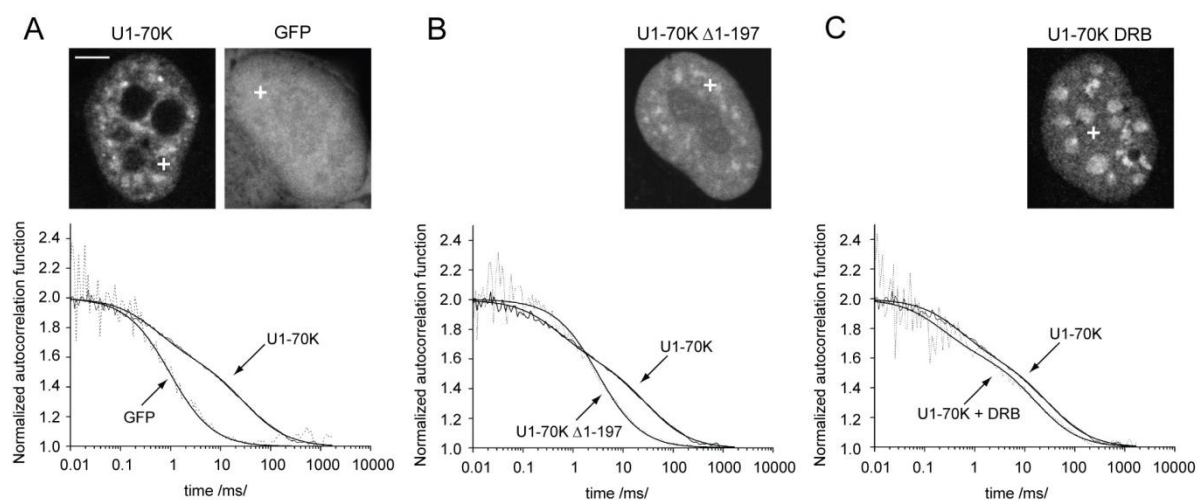 A
U1-70K
GFP
B
U1-70K Δ1-197
C
U1-70K DRB
Normalized autocorrelation function
2.4
2.2
2.0
1.8
1.6
1.4
1.2
1.0
U1-70K
GFP
0.01 0.1 1 10 100 1000 10000
time /ms/
Normalized autocorrelation function
2.4
2.2
2.0
1.8
1.6
1.4
1.2
1.0
U1-70K
U1-70K Δ1-197
0.01 0.1 1 10 100 1000 10000
time /ms/
Normalized autocorrelation function
2.4
2.2
2.0
1.8
1.6
1.4
1.2
1.0
U1-70K
U1-70K + DRB
0.01 0.1 1 10 100 1000 10000
time /ms/